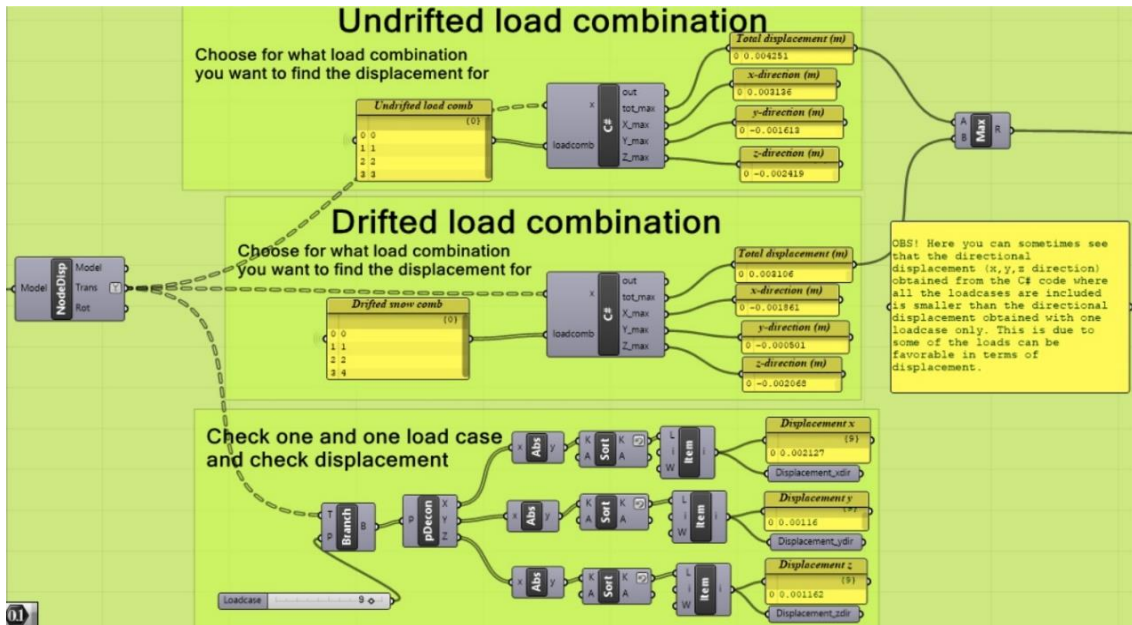 Undrifted load combination
Choose for what load combination
you want to find the displacement for
Undrifted load comb
{0}
0 0
1 1
2 2
3 3
x
loadcomb
C#
out
tot_max
X_max
Y_max
Z_max
Total displacement (m)
0 0.004251
x-direction (m)
0 0.003136
y-direction (m)
0 -0.001613
z-direction (m)
0 -0.002419
A
B
Max
R
Drifted load combination
Choose for what load combination
you want to find the displacement for
Drifted snow comb
{0}
0 0
1 1
2 2
3 4
x
loadcomb
C#
out
tot_max
X_max
Y_max
Z_max
Total displacement (m)
0 0.003106
x-direction (m)
0 -0.001861
y-direction (m)
0 -0.000501
z-direction (m)
0 -0.002068
OBS! Here you can sometimes see
that the directional
displacement (x,y,z direction)
obtained from the C# code where
all the loadcases are included
is smaller than the directional
displacement obtained with one
loadcase only. This is due to
some of the loads can be
favorable in terms of
displacement.
Model
NodeDisp
Model
Trans
Rot
Check one and one load case
and check displacement
T
P
Branch
B
P
pDecon
X
Y
Z
x
Abs
y
K
A
Sort
K
A
L
i
W
Item
i
Displacement x
{9}
0 0.002127
Displacement_xdir
x
Abs
y
K
A
Sort
K
A
L
i
W
Item
i
Displacement y
{9}
0 0.00116
Displacement_ydir
x
Abs
y
K
A
Sort
K
A
L
i
W
Item
i
Displacement z
{9}
0 0.001162
Displacement_zdir
Loadcase
9
0.1